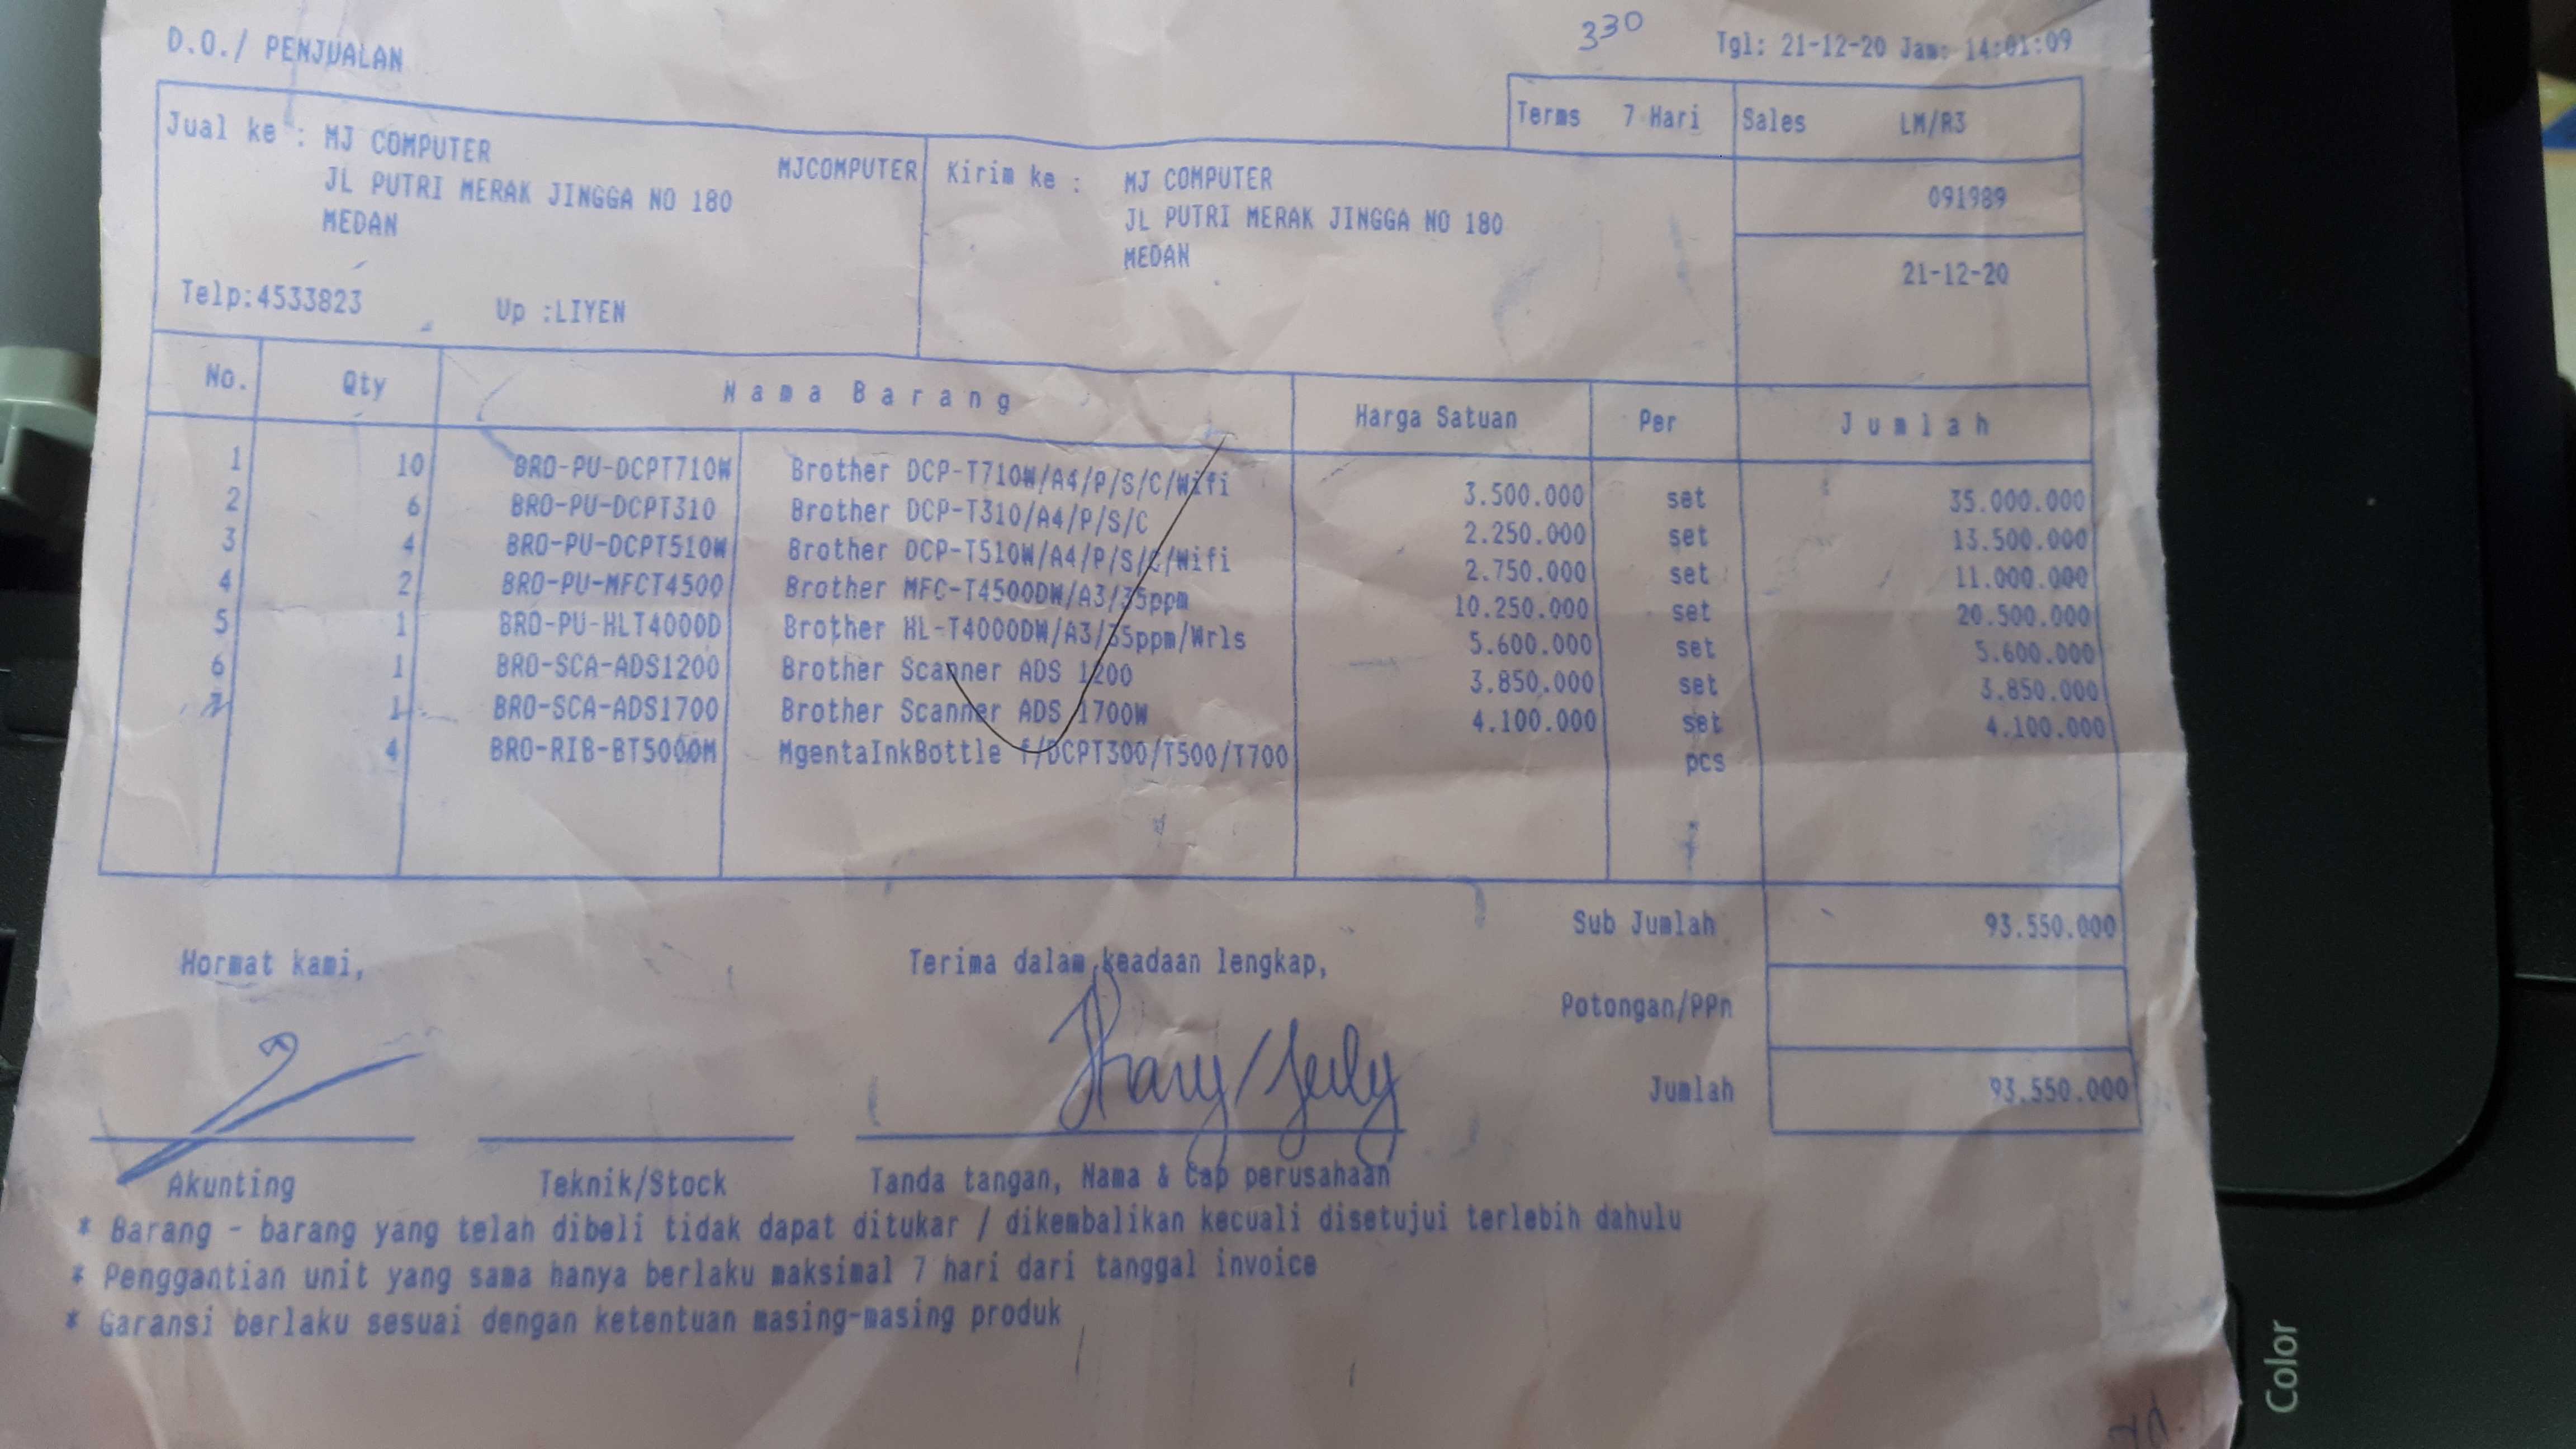 330
D.O./ PENJUALAN Tgl: 21-12-20 Jam: 14:01:09
Terms 7 Hari Sales LM/R3
Jual ke : MJ COMPUTER MJCOMPUTER Kirim ke : MJ COMPUTER
JL PUTRI MERAK JINGGA NO 180 JL PUTRI MERAK JINGGA NO 180 091989
MEDAN MEDAN
21-12-20
Telp:4533823 Up :LIYEN
No. Qty Nama Barang Harga Satuan Per Jumlah
1 10 BRO-PU-DCPT710W Brother DCP-T710W/A4/P/S/C/Wifi 3.500.000 set 35.000.000
2 6 BRO-PU-DCPT310 Brother DCP-T310/A4/P/S/C 2.250.000 set 13.500.000
3 4 BRO-PU-DCPT510W Brother DCP-T510W/A4/P/S/C/Wifi 2.750.000 set 11.000.000
4 2 BRO-PU-MFCT4500 Brother MFC-T4500DW/A3/35ppm 10.250.000 set 20.500.000
5 1 BRO-PU-HLT4000D Brother HL-T4000DW/A3/35ppm/Wrls 5.600.000 set 5.600.000
6 1 BRO-SCA-ADS1200 Brother Scanner ADS 1200 3.850.000 set 3.850.000
7 1 BRO-SCA-ADS1700 Brother Scanner ADS 1700W 4.100.000 set 4.100.000
4 BRO-RIB-BT5000M MgentaInkBottle f/DCPT300/T500/T700 pcs
Sub Jumlah 93.550.000
Hormat kami, Terima dalam keadaan lengkap,
Potongan/PPn
Jumlah 93.550.000
Akunting Teknik/Stock Tanda tangan, Nama & Cap perusahaan
* Barang - barang yang telah dibeli tidak dapat ditukar / dikembalikan kecuali disetujui terlebih dahulu
* Penggantian unit yang sama hanya berlaku maksimal 7 hari dari tanggal invoice
* Garansi berlaku sesuai dengan ketentuan masing-masing produk
Color